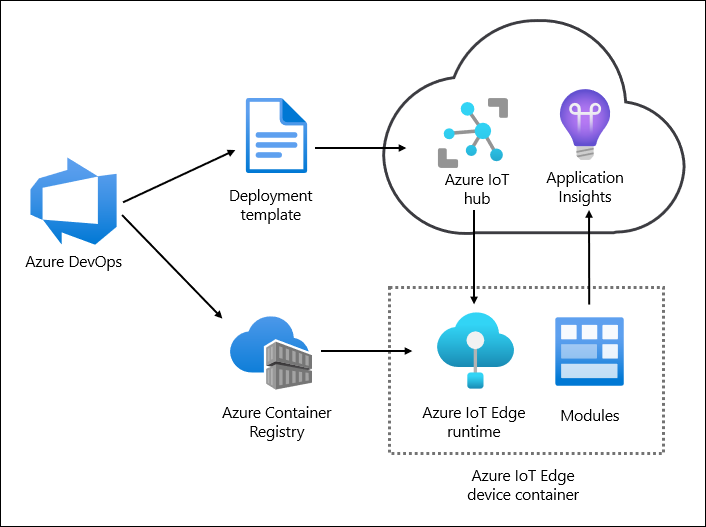 Azure DevOps
Deployment
template
Azure IoT
hub
Application
Insights
Azure Container
Registry
Azure IoT Edge
runtime
Modules
Azure IoT Edge
device container